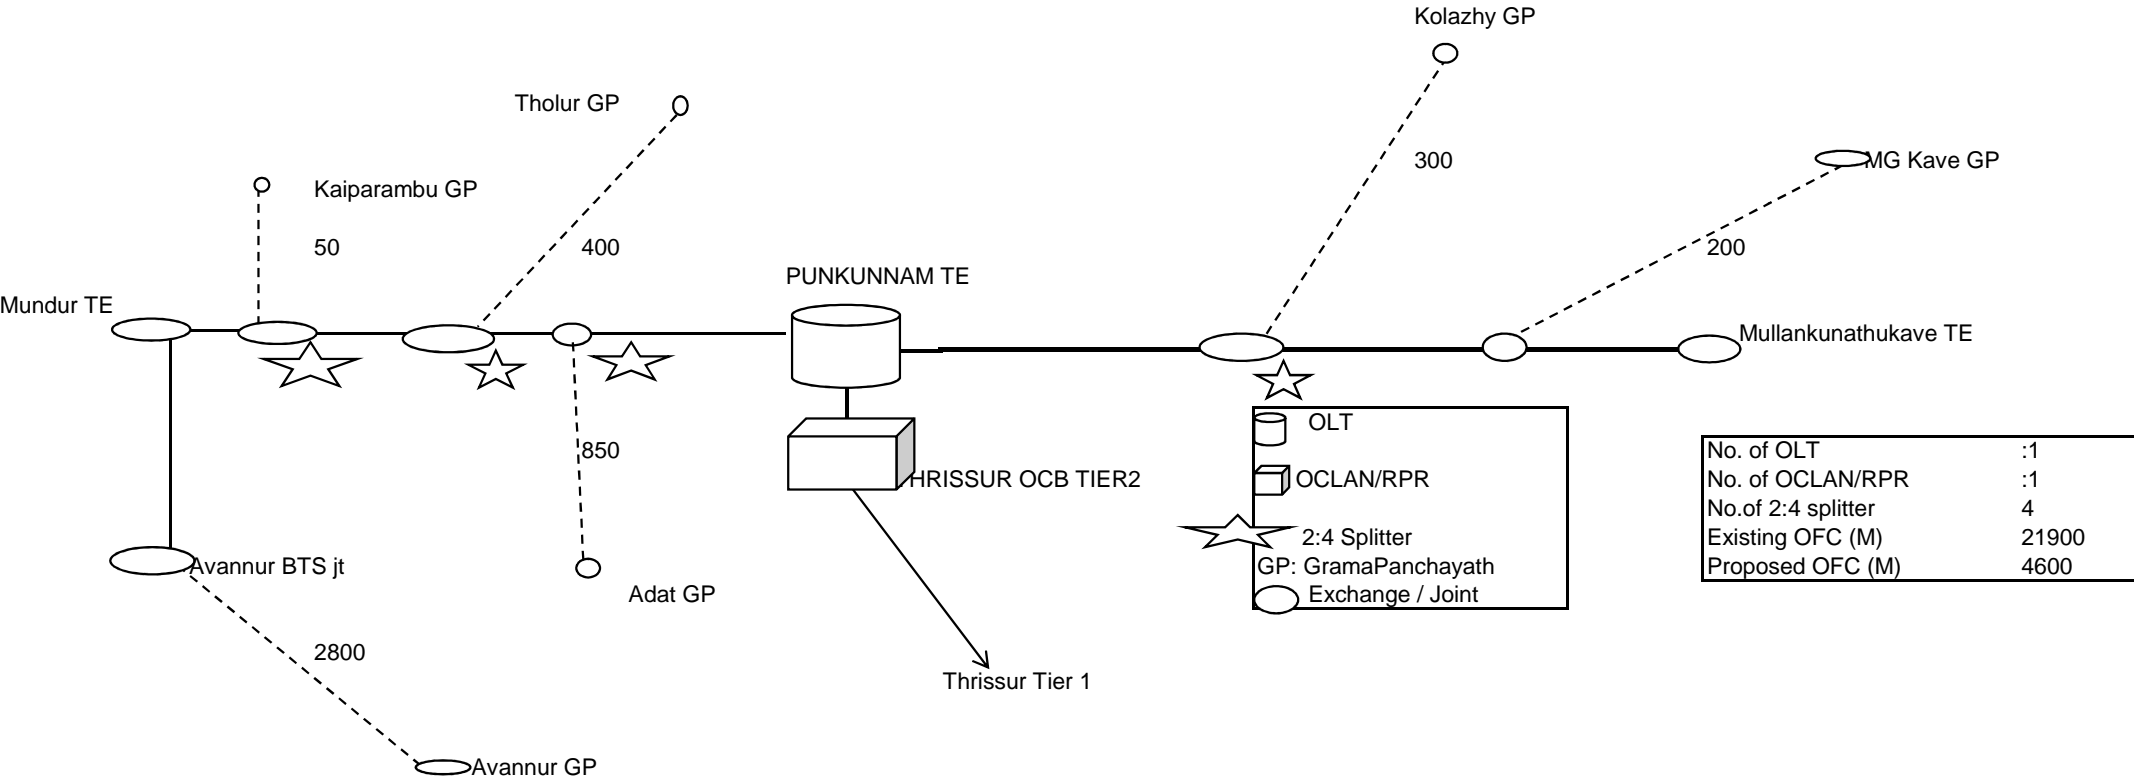 Kolazhy GP
Tholur GP
300
MG Kave GP
Kaiparambu GP
50
400
200
PUNKUNNAM TE
Mundur TE
Mullankunathukave TE
850
HRISSUR OCB TIER2
OLT
OCLAN/RPR
2:4 Splitter
GP: GramaPanchayath
Exchange / Joint
No. of OLT :1
No. of OCLAN/RPR :1
No.of 2:4 splitter 4
Existing OFC (M) 21900
Proposed OFC (M) 4600
Avannur BTS jt
Adat GP
2800
Thrissur Tier 1
Avannur GP